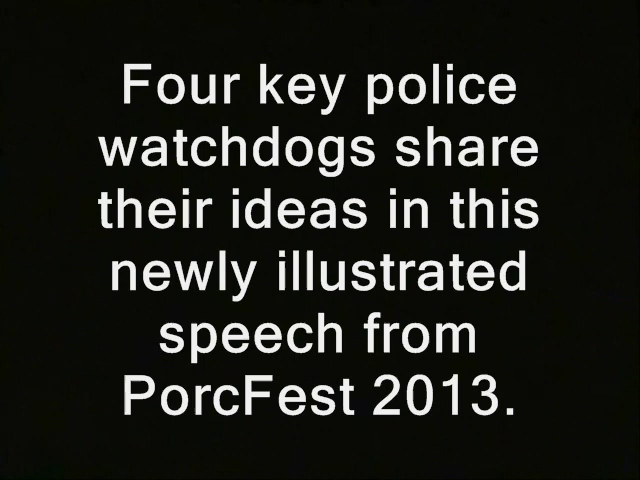 Four key police
watchdogs share
their ideas in this
newly illustrated
speech from
PorcFest 2013.